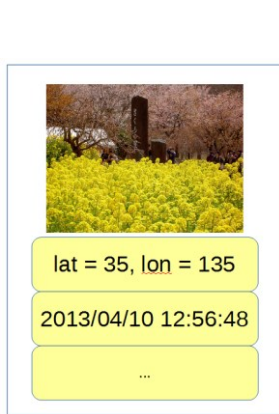 lat = 35, lon = 135
2013/04/10 12:56:48
...